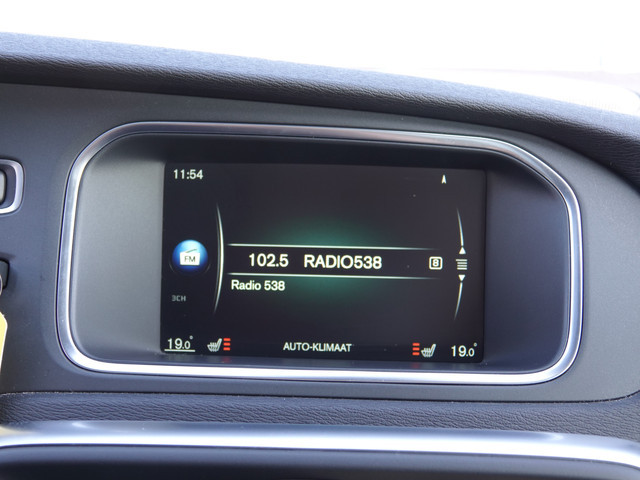 11:54
FM
102.5 RADIO538 8
Radio 538
3CH
19.0 AUTO-KLIMAAT 19.0